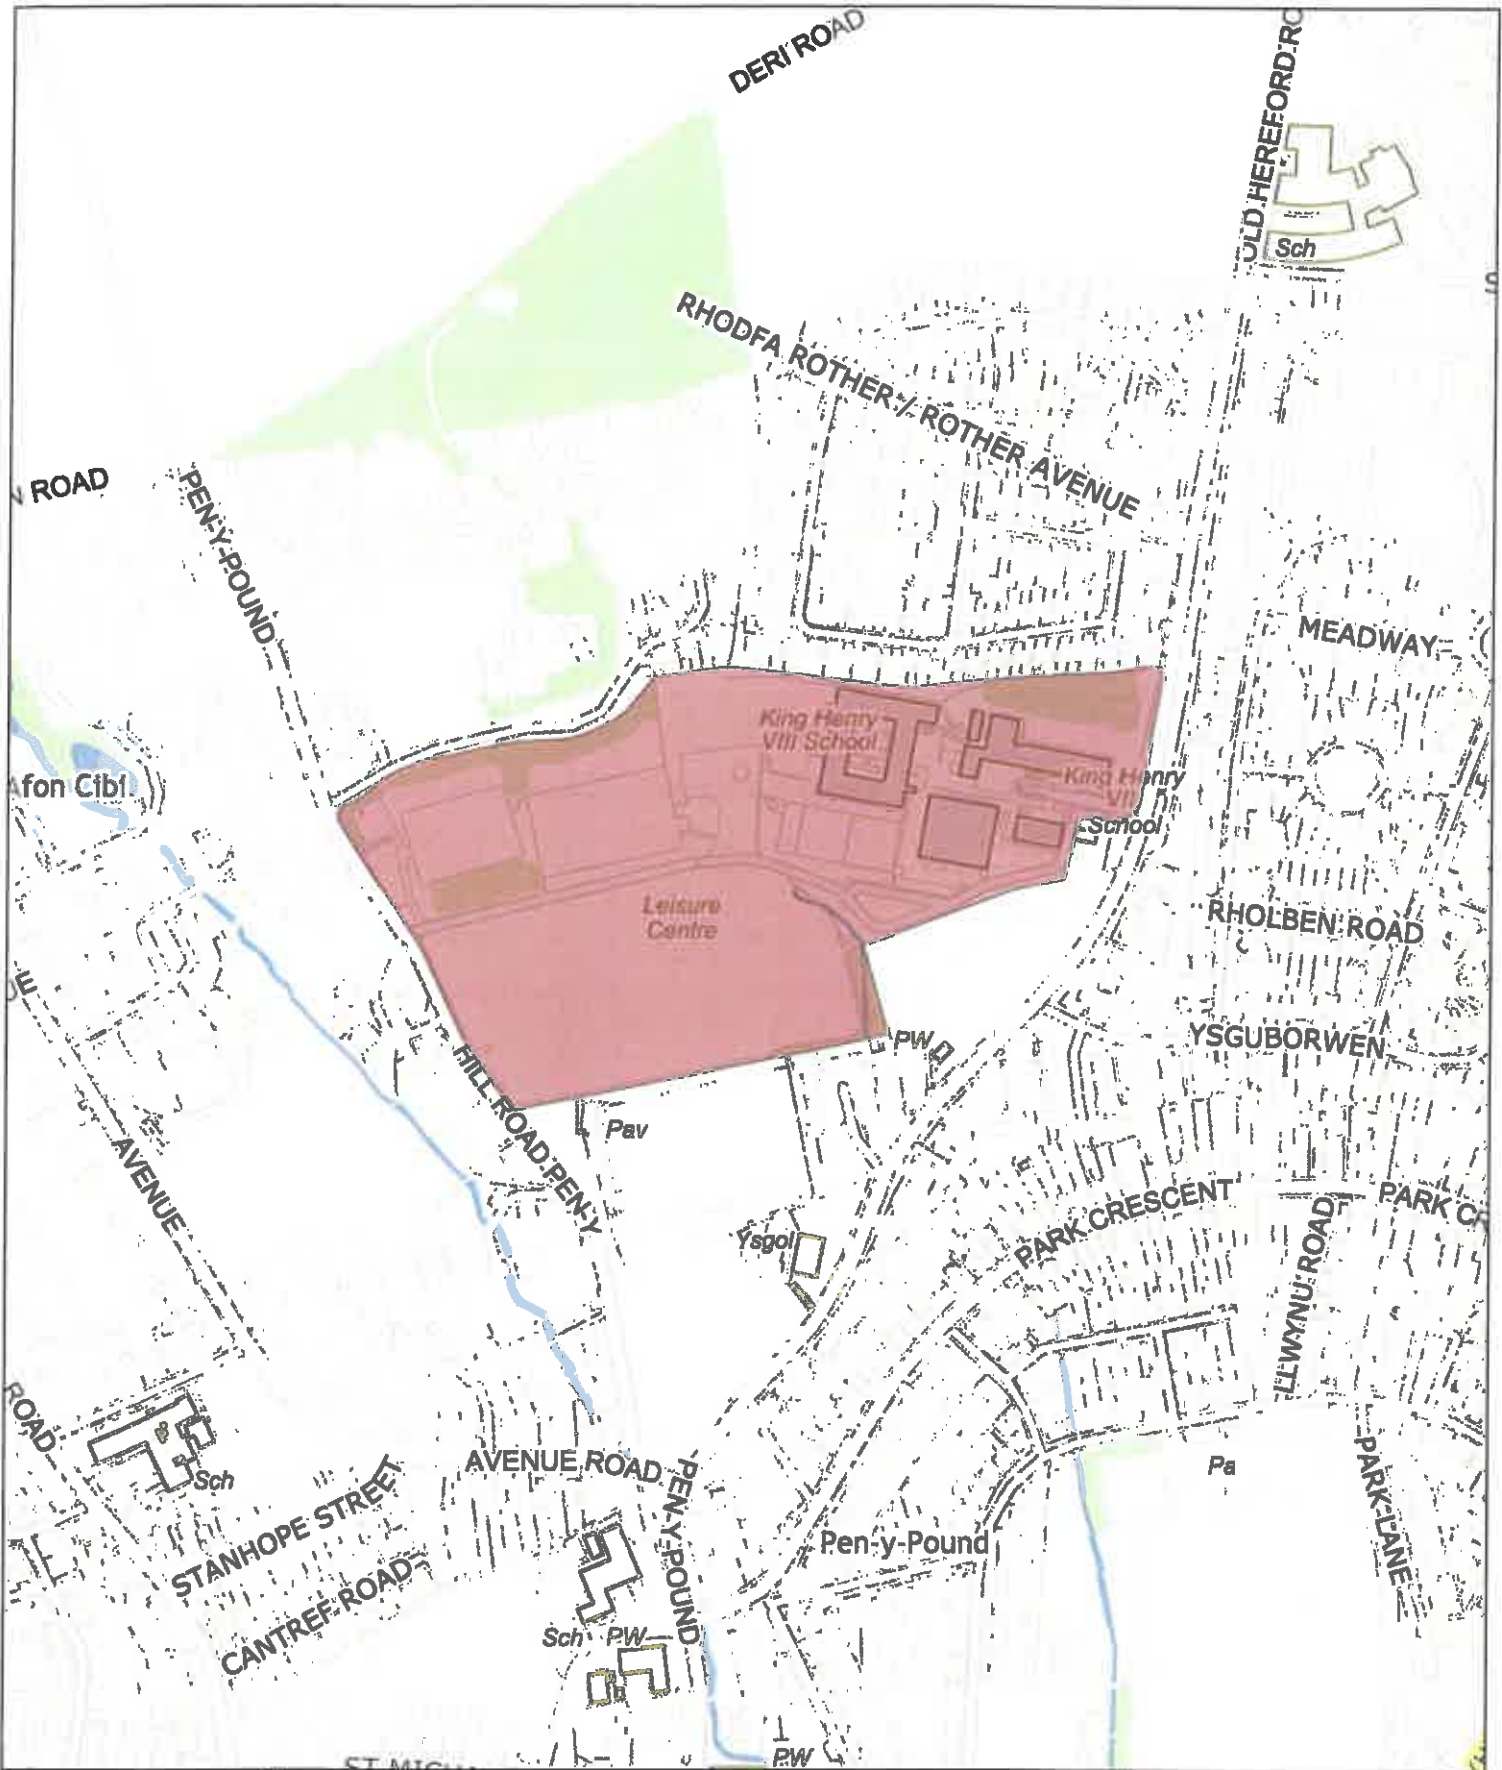 DERI ROAD
OLD HEREFORD RO
Sch
RHODFA ROTHER / ROTHER AVENUE
ROAD
PEN-Y-POUND
MEADWAY
King Henry
VIII School
King Henry
VIII
School
fon Cibi
Leisure
Centre
RHOLBEN ROAD
YSGUBORWEN
PW
HILL ROAD PEN-Y
Pav
AVENUE
Ysgol
PARK CRESCENT
PARK CR
LLWYNU ROAD
ROAD
Sch
AVENUE ROAD
PEN-Y-POUND
Pa
PARK LANE
STANHOPE STREET
Pen-y-Pound
CANTREF ROAD
Sch PW
PW